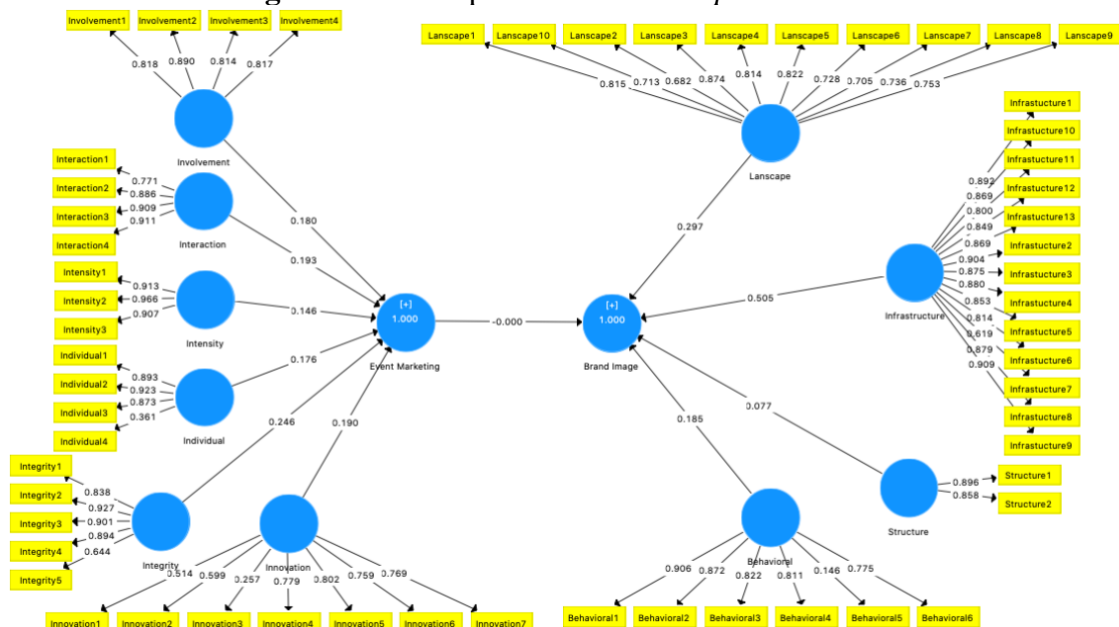 Involvement1 Involvement2 Involvement3 Involvement4
0.818 0.890 0.814 0.817
Involvement
Lanscape1 Lanscape10 Lanscape2 Lanscape3 Lanscape4 Lanscape5 Lanscape6 Lanscape7 Lanscape8 Lanscape9
0.815 0.713 0.682 0.874 0.814 0.822 0.728 0.705 0.736 0.753
Lanscape
Interaction1
Interaction2
Interaction3
Interaction4
0.771
0.886
0.909
0.911
Interaction
Intensity1
Intensity2
Intensity3
0.913
0.966
0.907
Intensity
Individual1
Individual2
Individual3
Individual4
0.893
0.923
0.873
0.361
Individual
Integrity1
Integrity2
Integrity3
Integrity4
Integrity5
0.838
0.927
0.901
0.894
0.644
Integrity
Innovation
0.514 0.599 0.257 0.779 0.802 0.759 0.769
Innovation1 Innovation2 Innovation3 Innovation4 Innovation5 Innovation6 Innovation7
0.180
0.193
0.146
0.176
0.246
0.190
[+]
1.000
Event Marketing
-0.000
[+]
1.000
Brand Image
0.297
0.505
0.077
0.185
Infrastructure
0.892
0.869
0.800
0.849
0.869
0.904
0.875
0.880
0.853
0.814
0.619
0.879
0.909
Infrastucture1
Infrastucture10
Infrastucture11
Infrastucture12
Infrastucture13
Infrastucture2
Infrastucture3
Infrastucture4
Infrastucture5
Infrastucture6
Infrastucture7
Infrastucture8
Infrastucture9
Structure
0.896
0.858
Structure1
Structure2
Behavioral
0.906 0.872 0.822 0.811 0.146 0.775
Behavioral1 Behavioral2 Behavioral3 Behavioral4 Behavioral5 Behavioral6